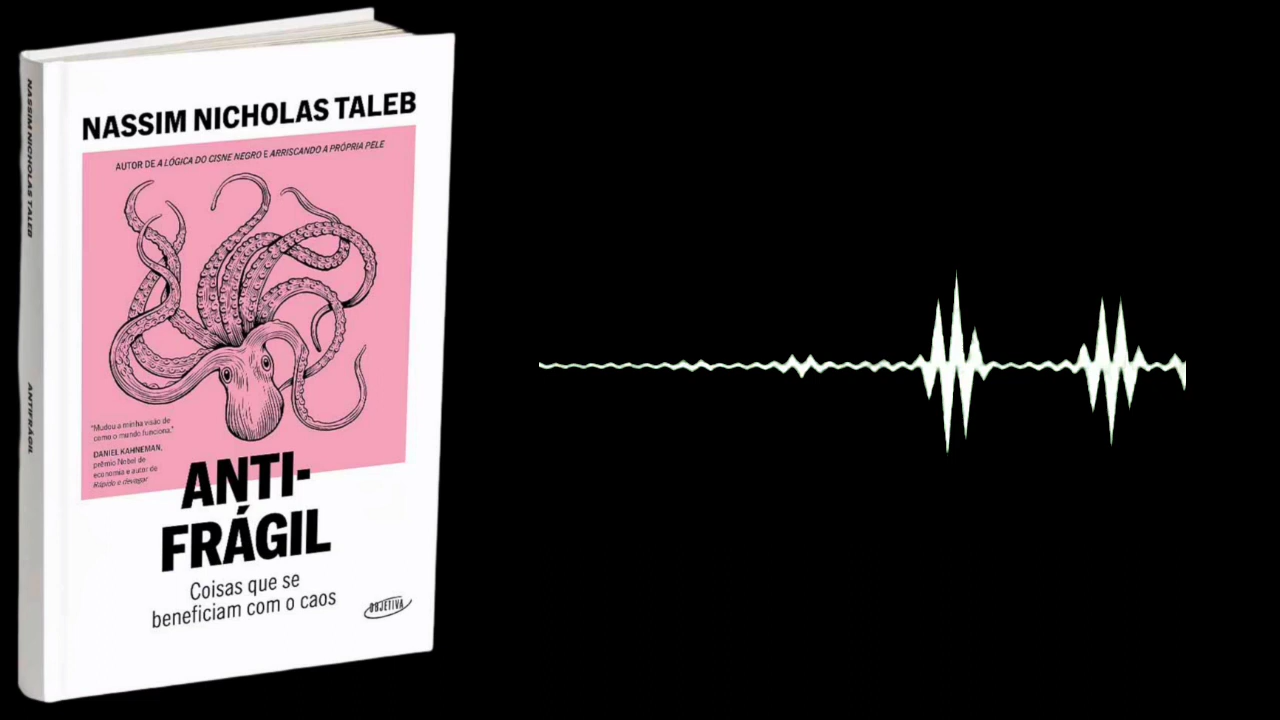 NASSIM NICHOLAS TALEB
AUTOR DE A LÓGICA DO CISNE NEGRO E ARRISCANDO A PRÓPRIA PELE
"Mudou a minha visão de
como o mundo funciona."
DANIEL KAHNEMAN,
prêmio Nobel de
economia e autor de
Rápido e devagar
ANTI-
FRÁGIL
Coisas que se
beneficiam com o caos
OBJETIVA
NASSIM NICHOLAS TALEB
ANTIFRÁGIL